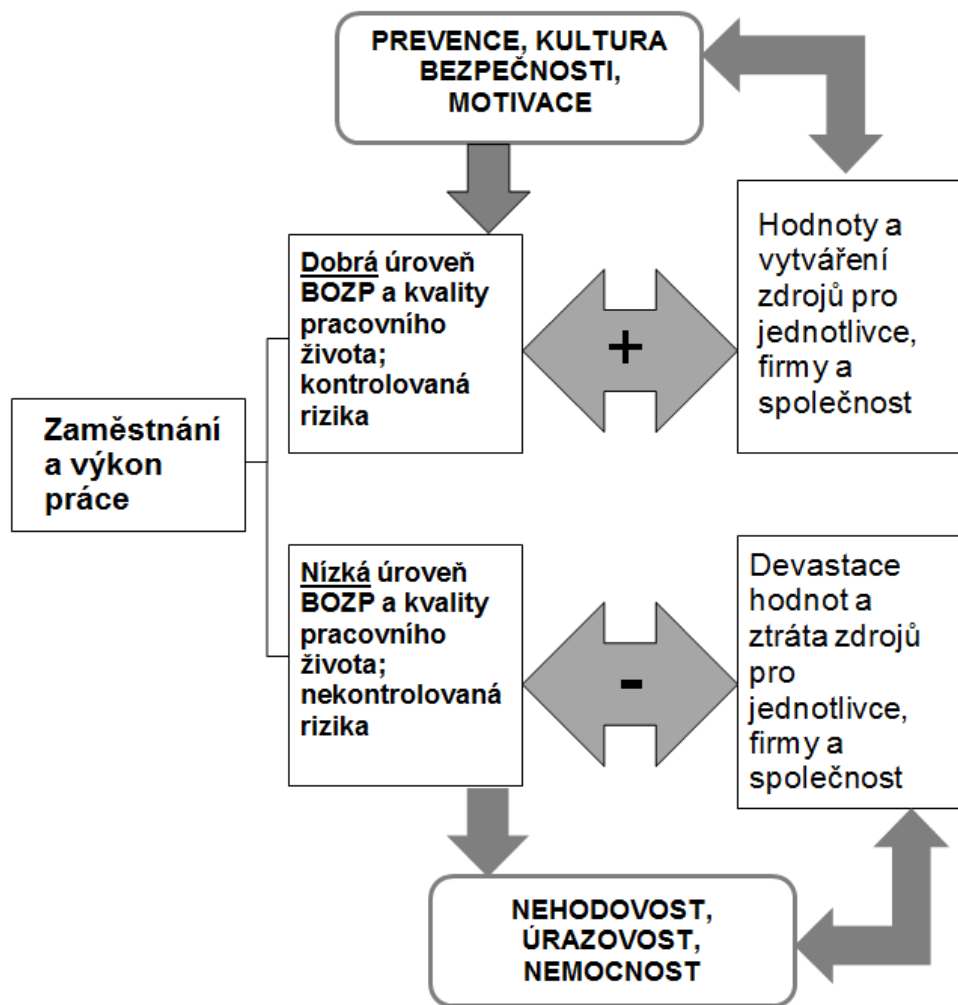 PREVENCE, KULTURA
BEZPEČNOSTI,
MOTIVACE
Dobrá úroveň
BOZP a kvality
pracovního
života;
kontrolovaná
rizika
+
Hodnoty a
vytváření
zdrojů pro
jednotlivce,
firmy a
společnost
Zaměstnání
a výkon
práce
Nízká úroveň
BOZP a kvality
pracovního
života;
nekontrolovaná
rizika
-
Devastace
hodnot a
ztráta zdrojů
pro
jednotlivce,
firmy a
společnost
NEHODOVOST,
ÚRAZOVOST,
NEMOCNOST